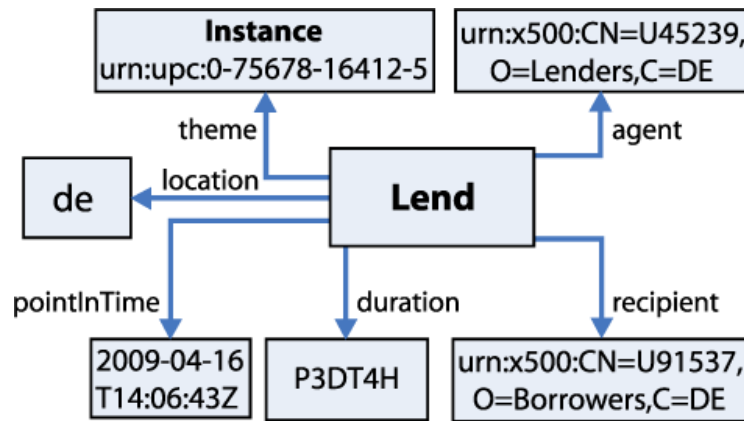 Instance
urn:upc:0-75678-16412-5
urn:x500:CN=U45239,
O=Lenders,C=DE
theme
agent
de
location
Lend
pointInTime
duration
recipient
2009-04-16
T14:06:43Z
P3DT4H
urn:x500:CN=U91537,
O=Borrowers,C=DE